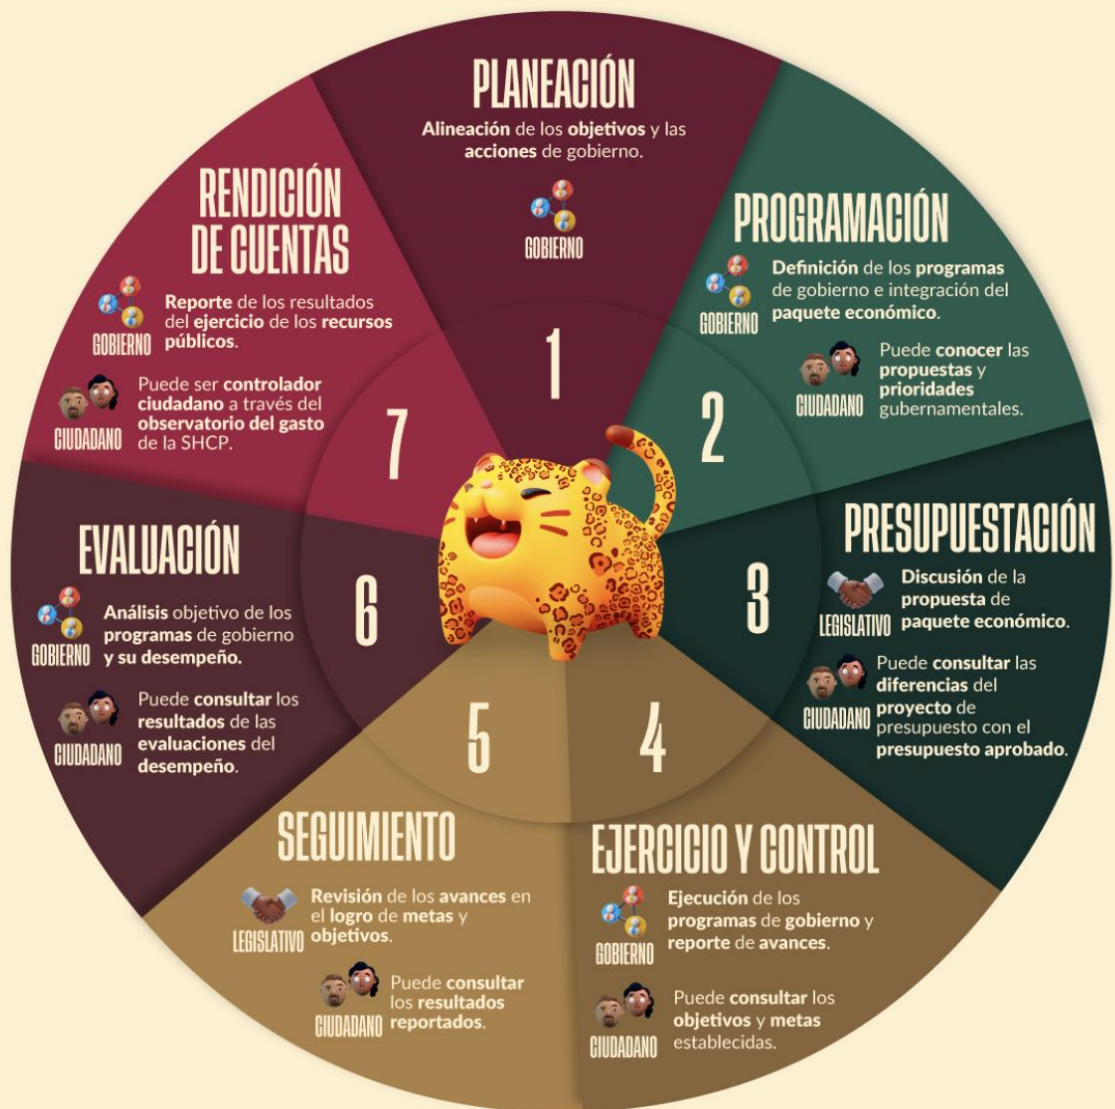 PLANEACIÓN
Alineación de los objetivos y las
acciones de gobierno.
GOBIERNO
1
PROGRAMACIÓN
Definición de los programas
de gobierno e integración del
paquete económico.
GOBIERNO
Puede conocer las
propuestas y
prioridades
gubernamentales.
CIUDADANO
2
PRESUPUESTACIÓN
Discusión de la
propuesta de
paquete económico.
LEGISLATIVO
Puede consultar las
diferencias del
proyecto de
presupuesto con el
presupuesto aprobado.
CIUDADANO
3
EJERCICIO Y CONTROL
Ejecución de los
programas de gobierno y
reporte de avances.
GOBIERNO
Puede consultar los
objetivos y metas
establecidas.
CIUDADANO
4
SEGUIMIENTO
Revisión de los avances en
el logro de metas y
objetivos.
LEGISLATIVO
Puede consultar
los resultados
reportados.
CIUDADANO
5
EVALUACIÓN
Análisis objetivo de los
programas de gobierno
y su desempeño.
GOBIERNO
Puede consultar los
resultados de las
evaluaciones del
desempeño.
CIUDADANO
6
RENDICIÓN
DE CUENTAS
Reporte de los resultados
del ejercicio de los recursos
públicos.
GOBIERNO
Puede ser controlador
ciudadano a través del
observatorio del gasto
de la SHCP.
CIUDADANO
7